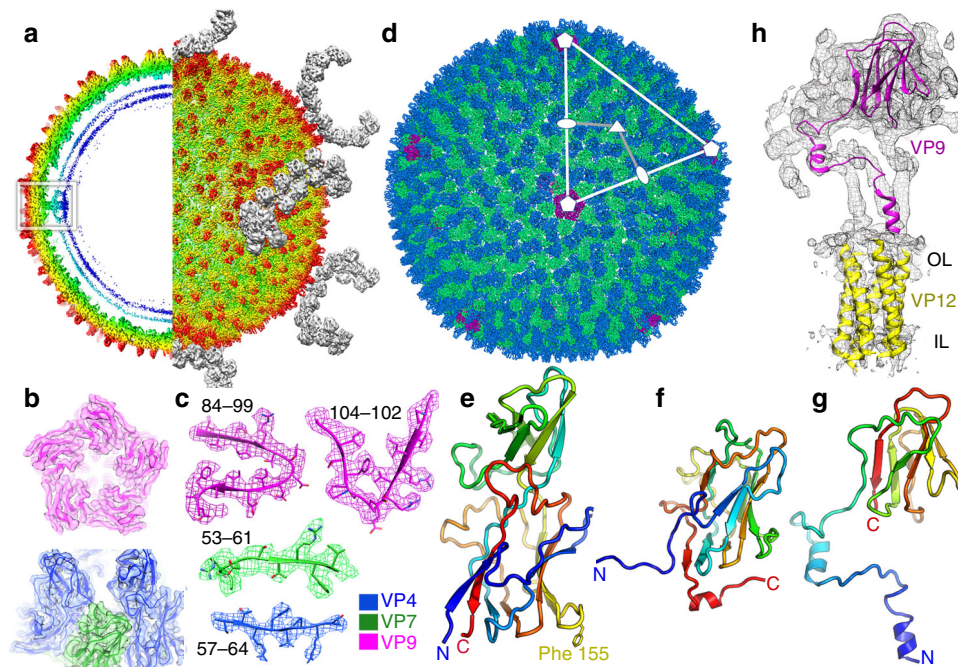 a
d
h
VP9
OL
VP12
IL
b
c
84–99
104–102
53–61
57–64
VP4
VP7
VP9
e
N
C
Phe 155
f
N
C
g
C
N